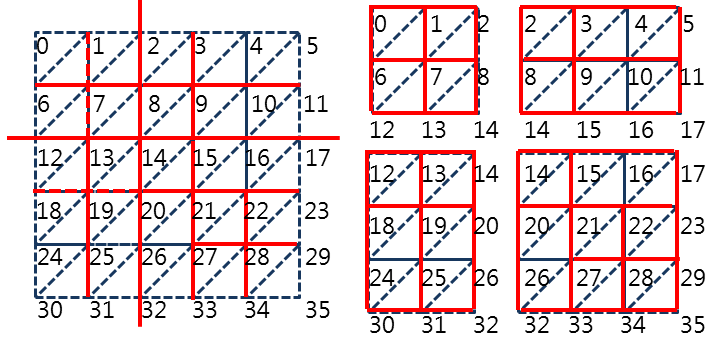 0 1 2 3 4 5
6 7 8 9 10 11
12 13 14 15 16 17
18 19 20 21 22 23
24 25 26 27 28 29
30 31 32 33 34 35
0 1 2
6 7 8
12 13 14
2 3 4 5
8 9 10 11
14 15 16 17
12 13 14
18 19 20
24 25 26
30 31 32
14 15 16 17
20 21 22 23
26 27 28 29
32 33 34 35